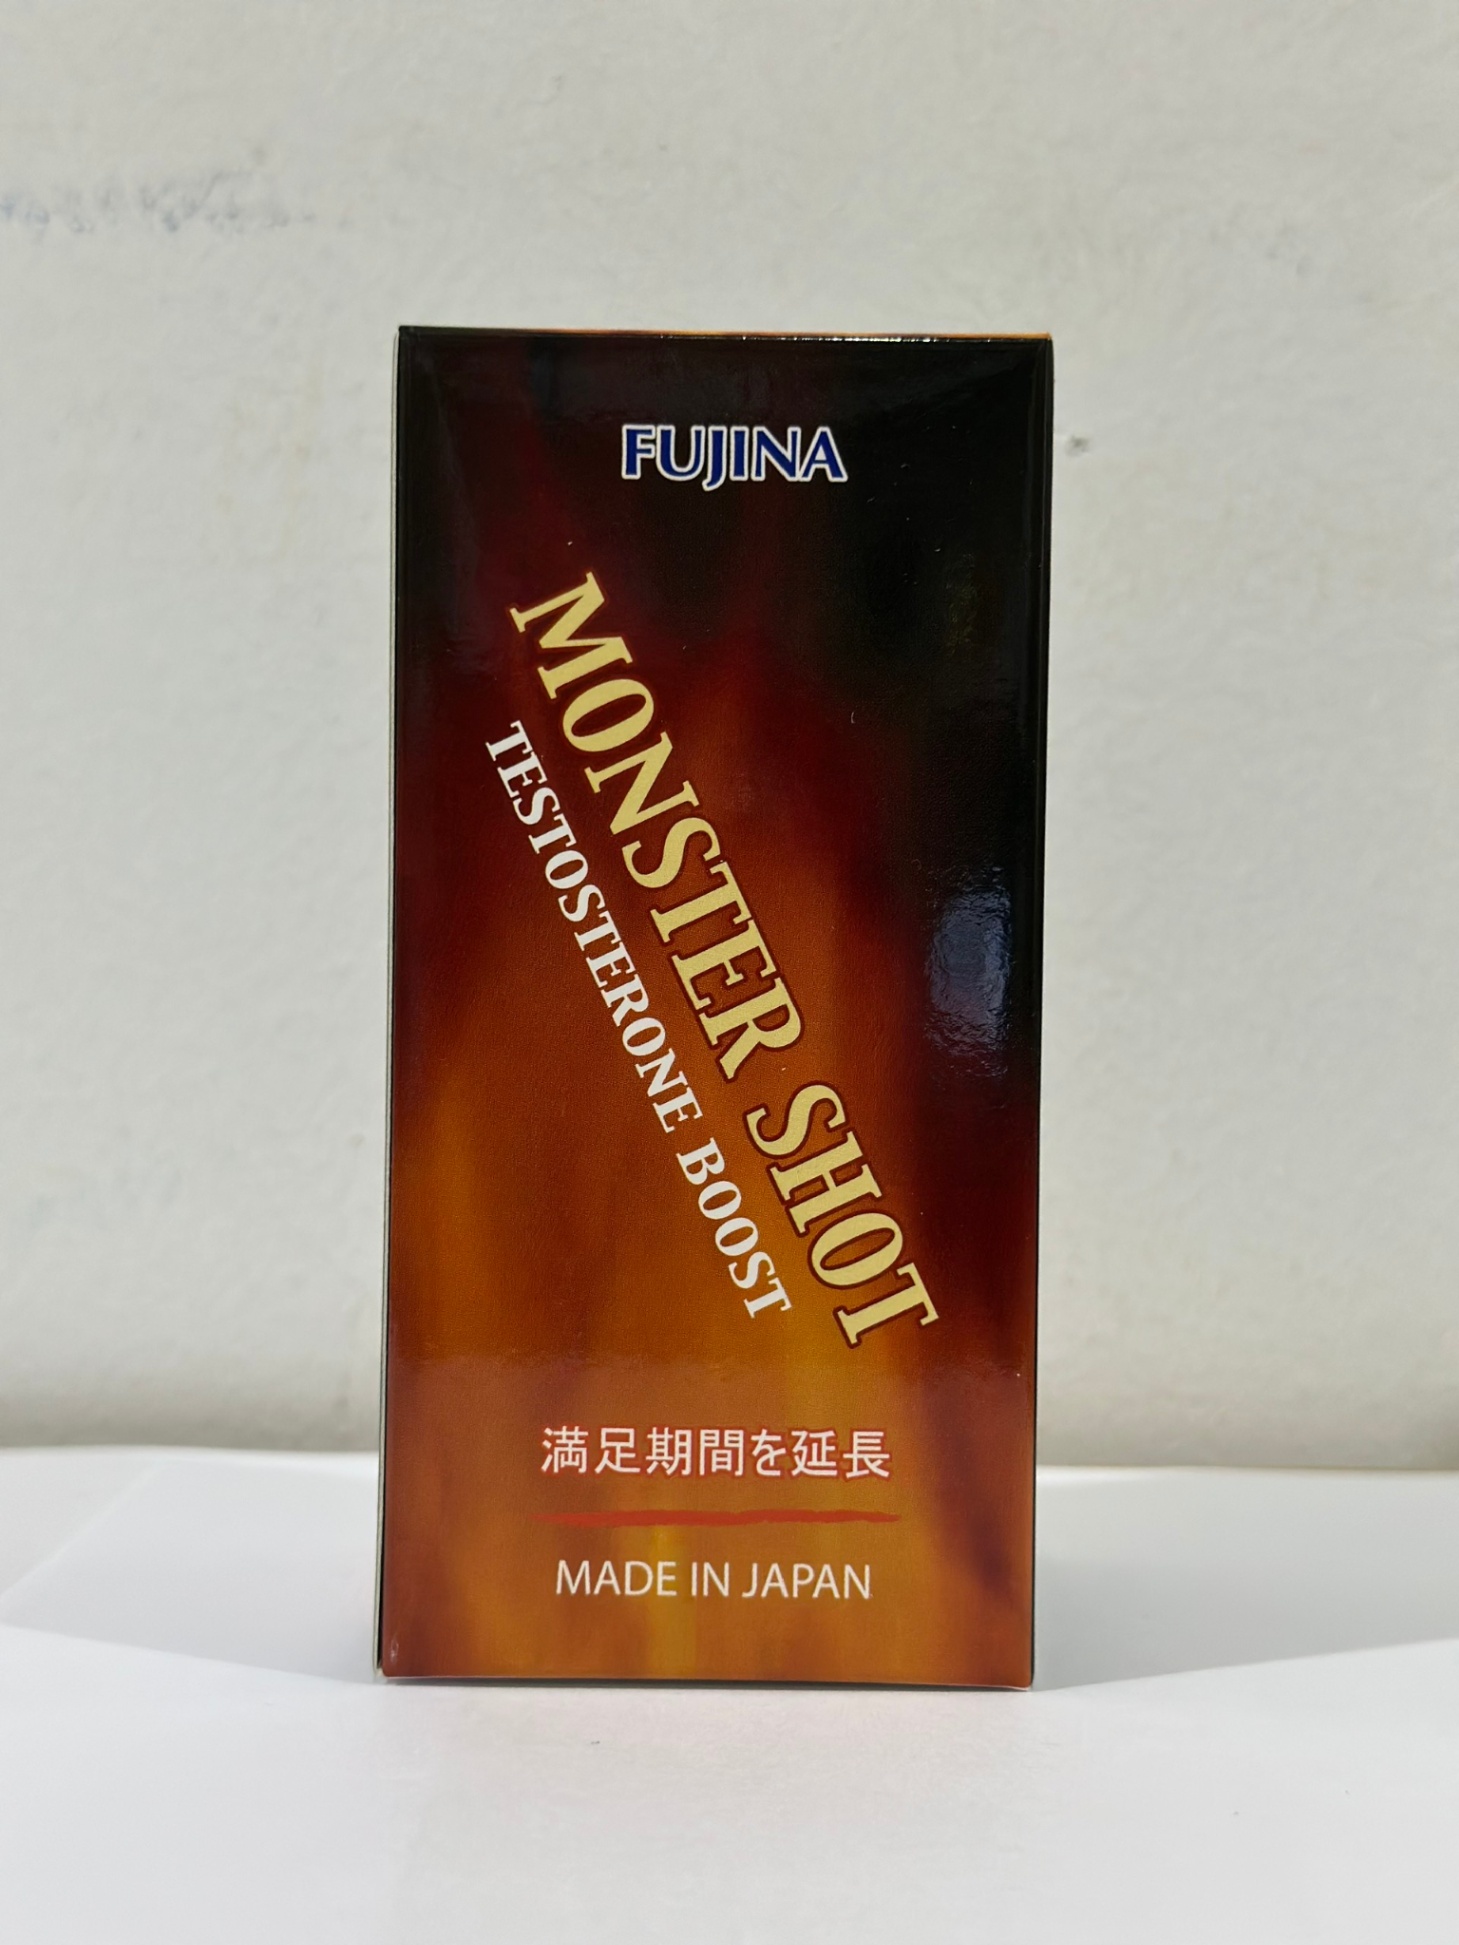 FUJINA
MONSTER SHOT
TESTOSTERONE BOOST
満足期間を延長
MADE IN JAPAN